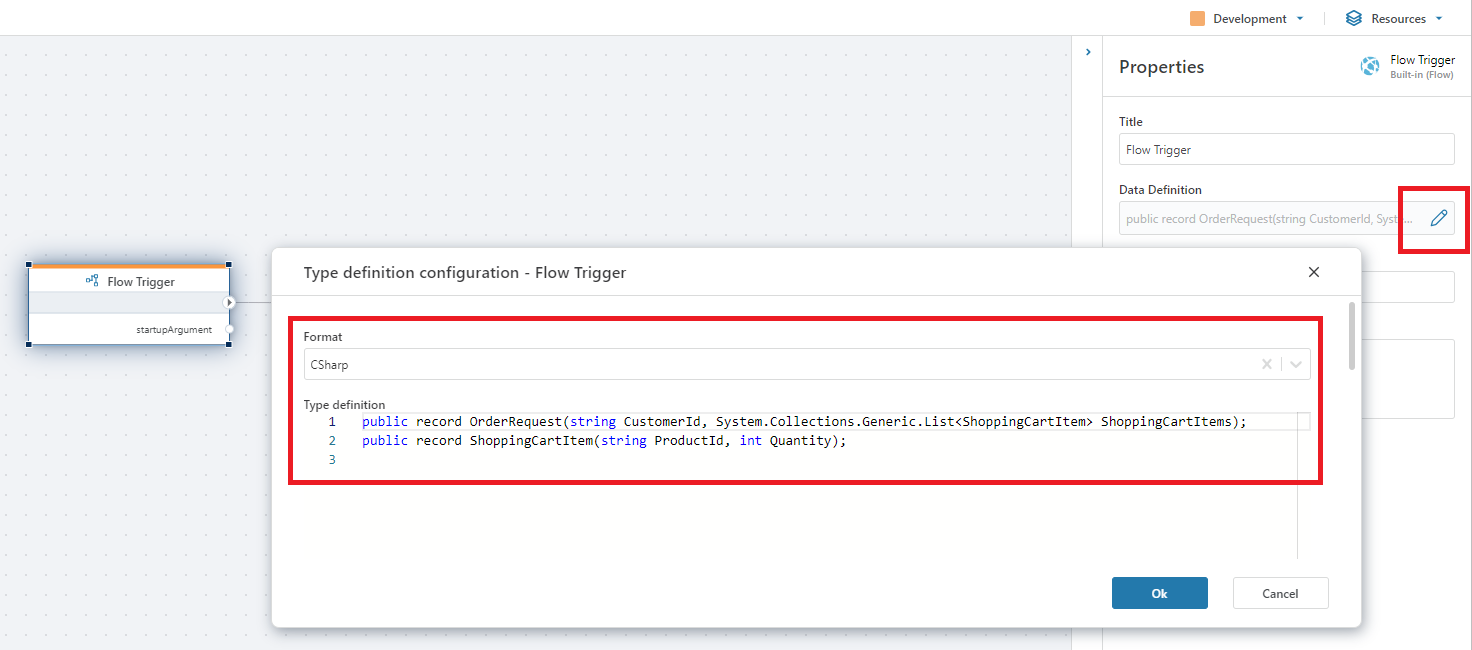 Development
Resources
Properties
Flow Trigger
Built-in (Flow)
Title
Flow Trigger
Data Definition
public record OrderRequest(string CustomerId, Syst...
Flow Trigger
startupArgument
Type definition configuration - Flow Trigger
Format
CSharp
Type definition
1 public record OrderRequest(string CustomerId, System.Collections.Generic.List<ShoppingCartItem> ShoppingCartItems);
2 public record ShoppingCartItem(string ProductId, int Quantity);
3
Ok
Cancel